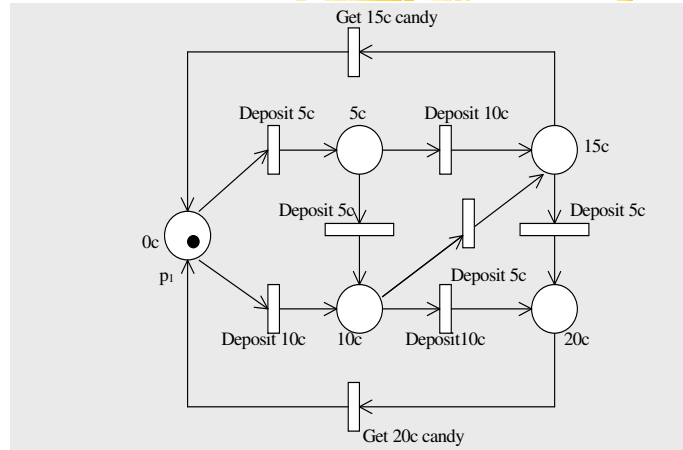 Get 15c candy
Deposit 5c
5c
Deposit 10c
15c
Deposit 5c
Deposit 5c
0c
p1
Deposit 5c
Deposit 10c
10c
Deposit10c
20c
Get 20c candy